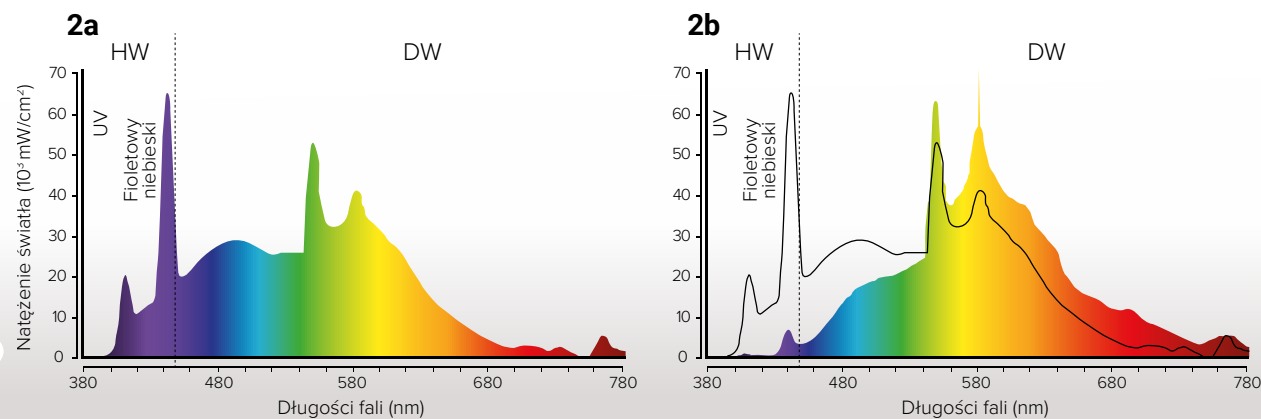 2a
HW
DW
Natężenie światła (10³ mW/cm²)
70
60
50
40
30
20
10
0
UV
Fioletowy
niebieski
380
480
580
680
780
Długości fali (nm)
2b
HW
DW
70
60
50
40
30
20
10
0
UV
Fioletowy
niebieski
380
480
580
680
780
Długości fali (nm)